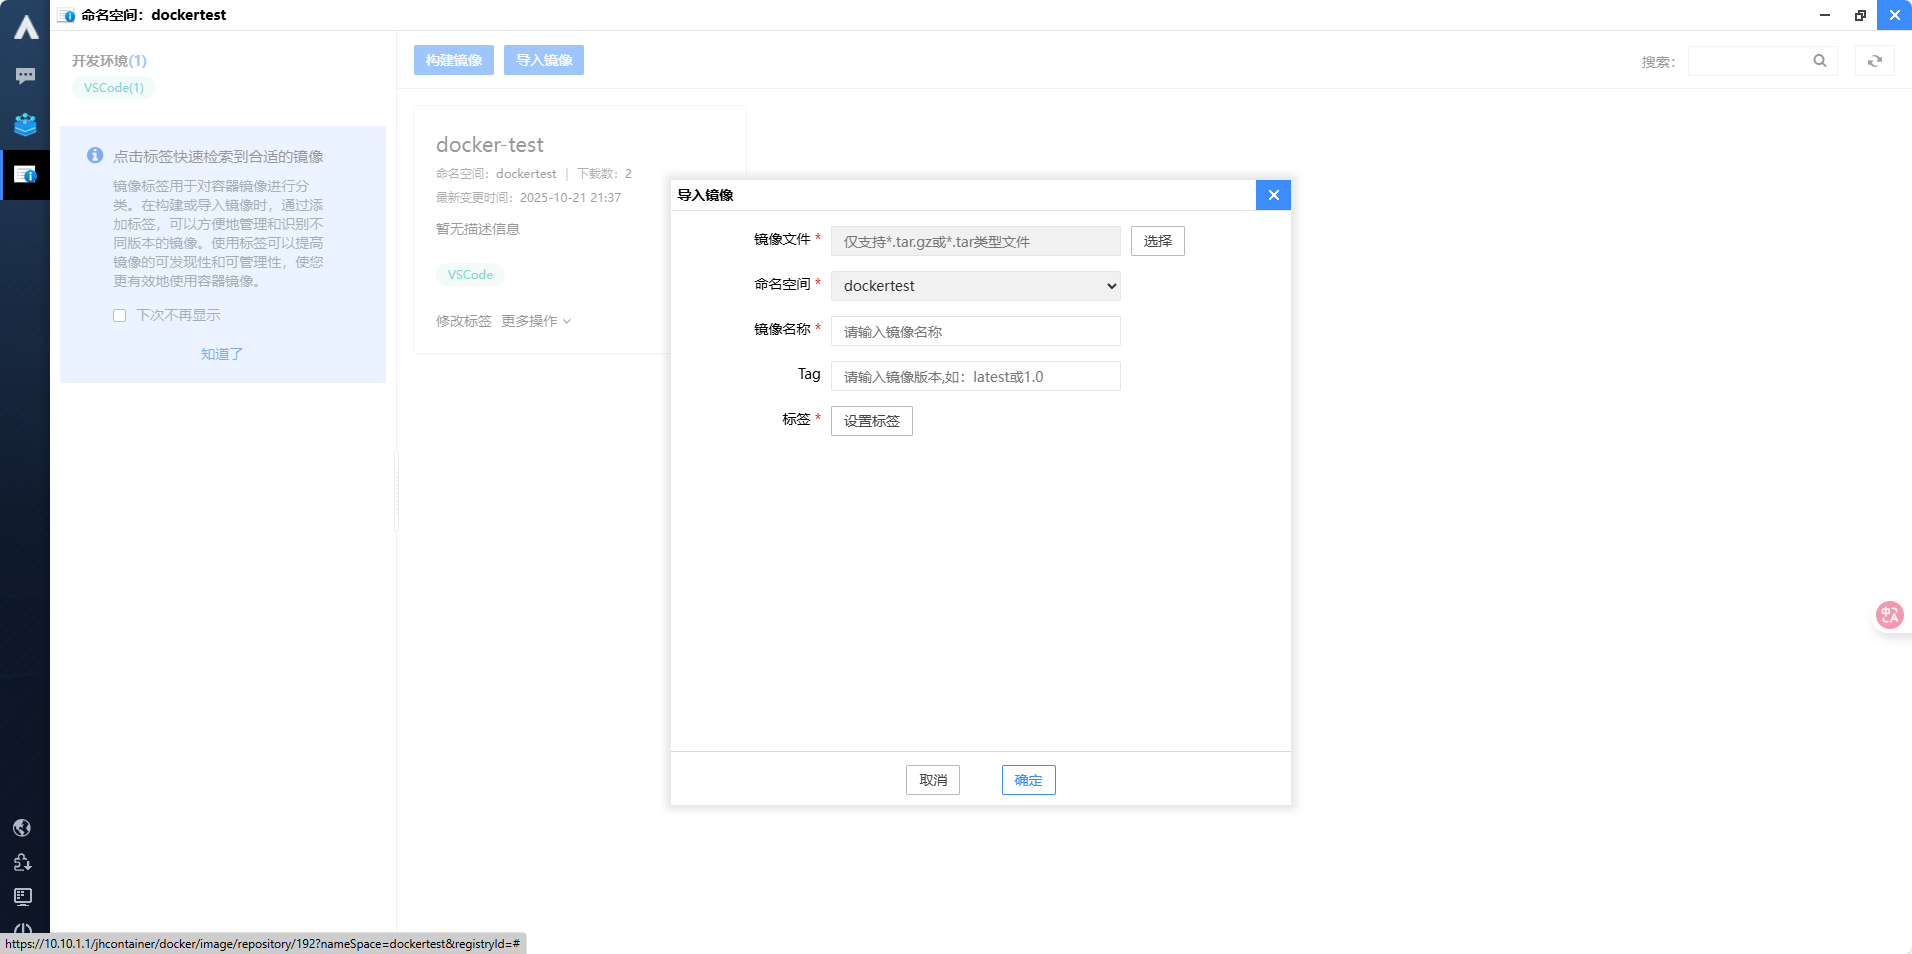 命名空间：dockertest
开发环境(1)
VSCode(1)
点击标签快速检索到合适的镜像
镜像标签用于对容器镜像进行分
类。在构建或导入镜像时，通过添
加标签，可以方便地管理和识别不
同版本的镜像。使用标签可以提高
镜像的可发现性和可管理性，使您
更有效地使用容器镜像。
下次不再显示
知道了
构建镜像 导入镜像
搜索：
docker-test
命名空间：dockertest | 下载数：2
最新变更时间：2025-10-21 21:37
暂无描述信息
VSCode
修改标签 更多操作
导入镜像
镜像文件 * 仅支持*.tar.gz或*.tar类型文件 选择
命名空间 * dockertest
镜像名称 * 请输入镜像名称
Tag 请输入镜像版本,如：latest或1.0
标签 * 设置标签
取消 确定
中 A
https://10.10.1.1/jhcontainer/docker/image/repository/192?nameSpace=dockertest&registryId=#